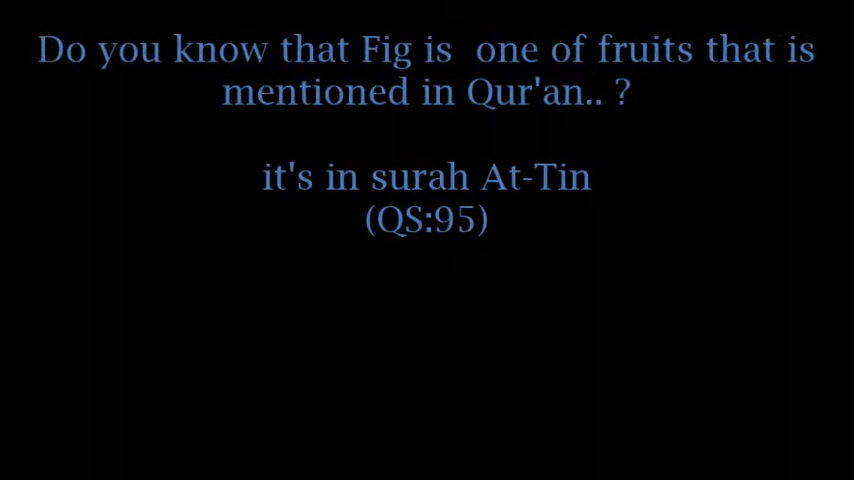 Do you know that Fig is  one of fruits that is
mentioned in Qur'an.. ?
it's in surah At-Tin
(QS:95)